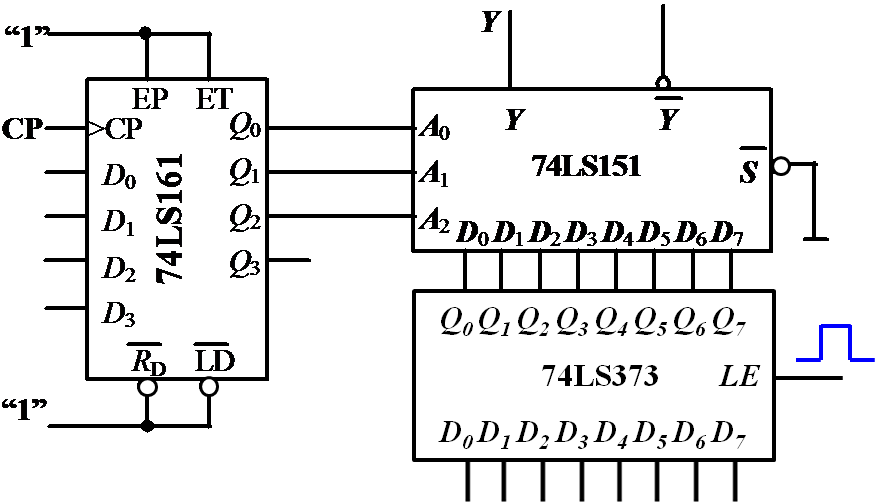 “1”
EP ET
CP CP
D₀ Q₀
D₁ Q₁
D₂ Q₂
D₃ Q₃
74LS161
R̅D L̅D̅
“1”
Y
Y Y̅
A₀
A₁ 74LS151 S̅
A₂ D₀ D₁ D₂ D₃ D₄ D₅ D₆ D₇
Q₀ Q₁ Q₂ Q₃ Q₄ Q₅ Q₆ Q₇
74LS373 LE
D₀ D₁ D₂ D₃ D₄ D₅ D₆ D₇